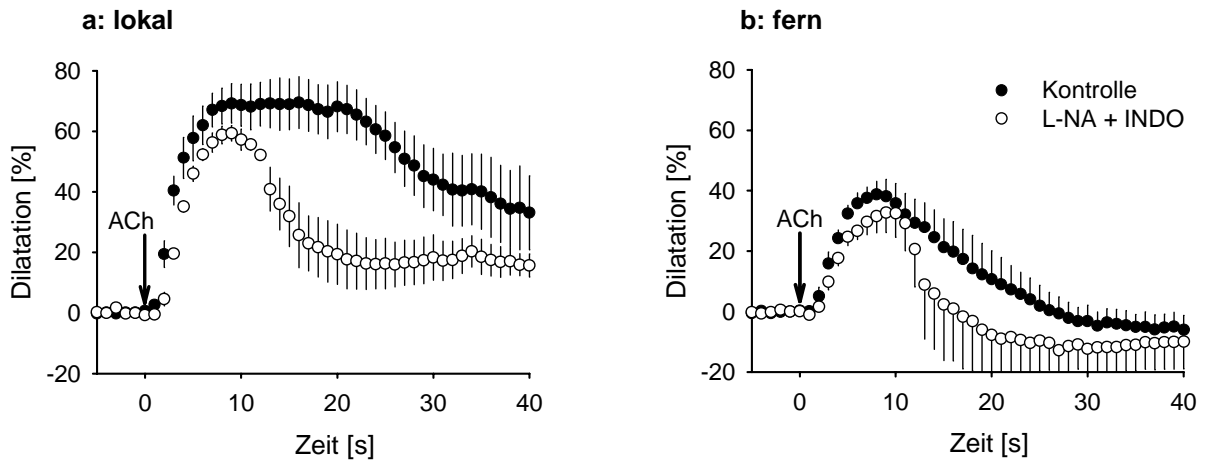 a: lokal
80
60
40
20
0
-20
ACh
Dilatation [%]
0 10 20 30 40
Zeit [s]
b: fern
80
60
40
20
0
-20
ACh
Dilatation [%]
Kontrolle
L-NA + INDO
0 10 20 30 40
Zeit [s]